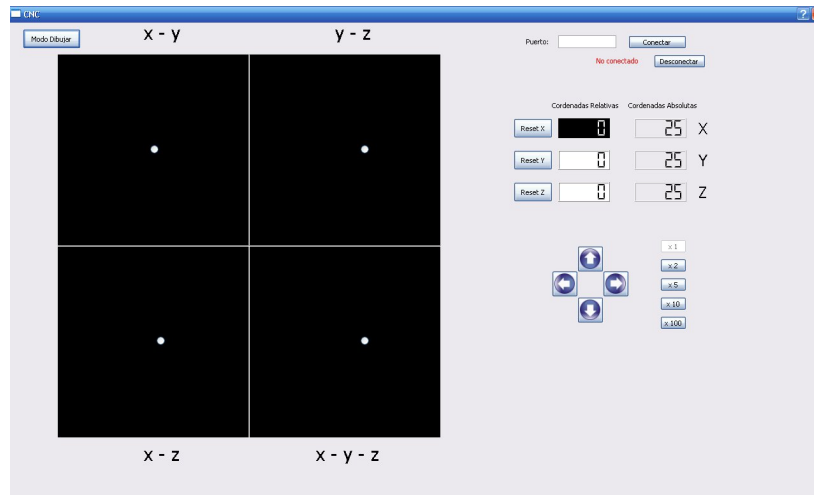 CNC ?
Modo Dibujar x - y y - z Puerto: Conectar
No conectado Desconectar
Cordenadas Relativas Cordenadas Absolutas
Reset X 0 25 X
Reset Y 0 25 Y
Reset Z 0 25 Z
x 1
x 2
x 5
x 10
x 100
x - z x - y - z